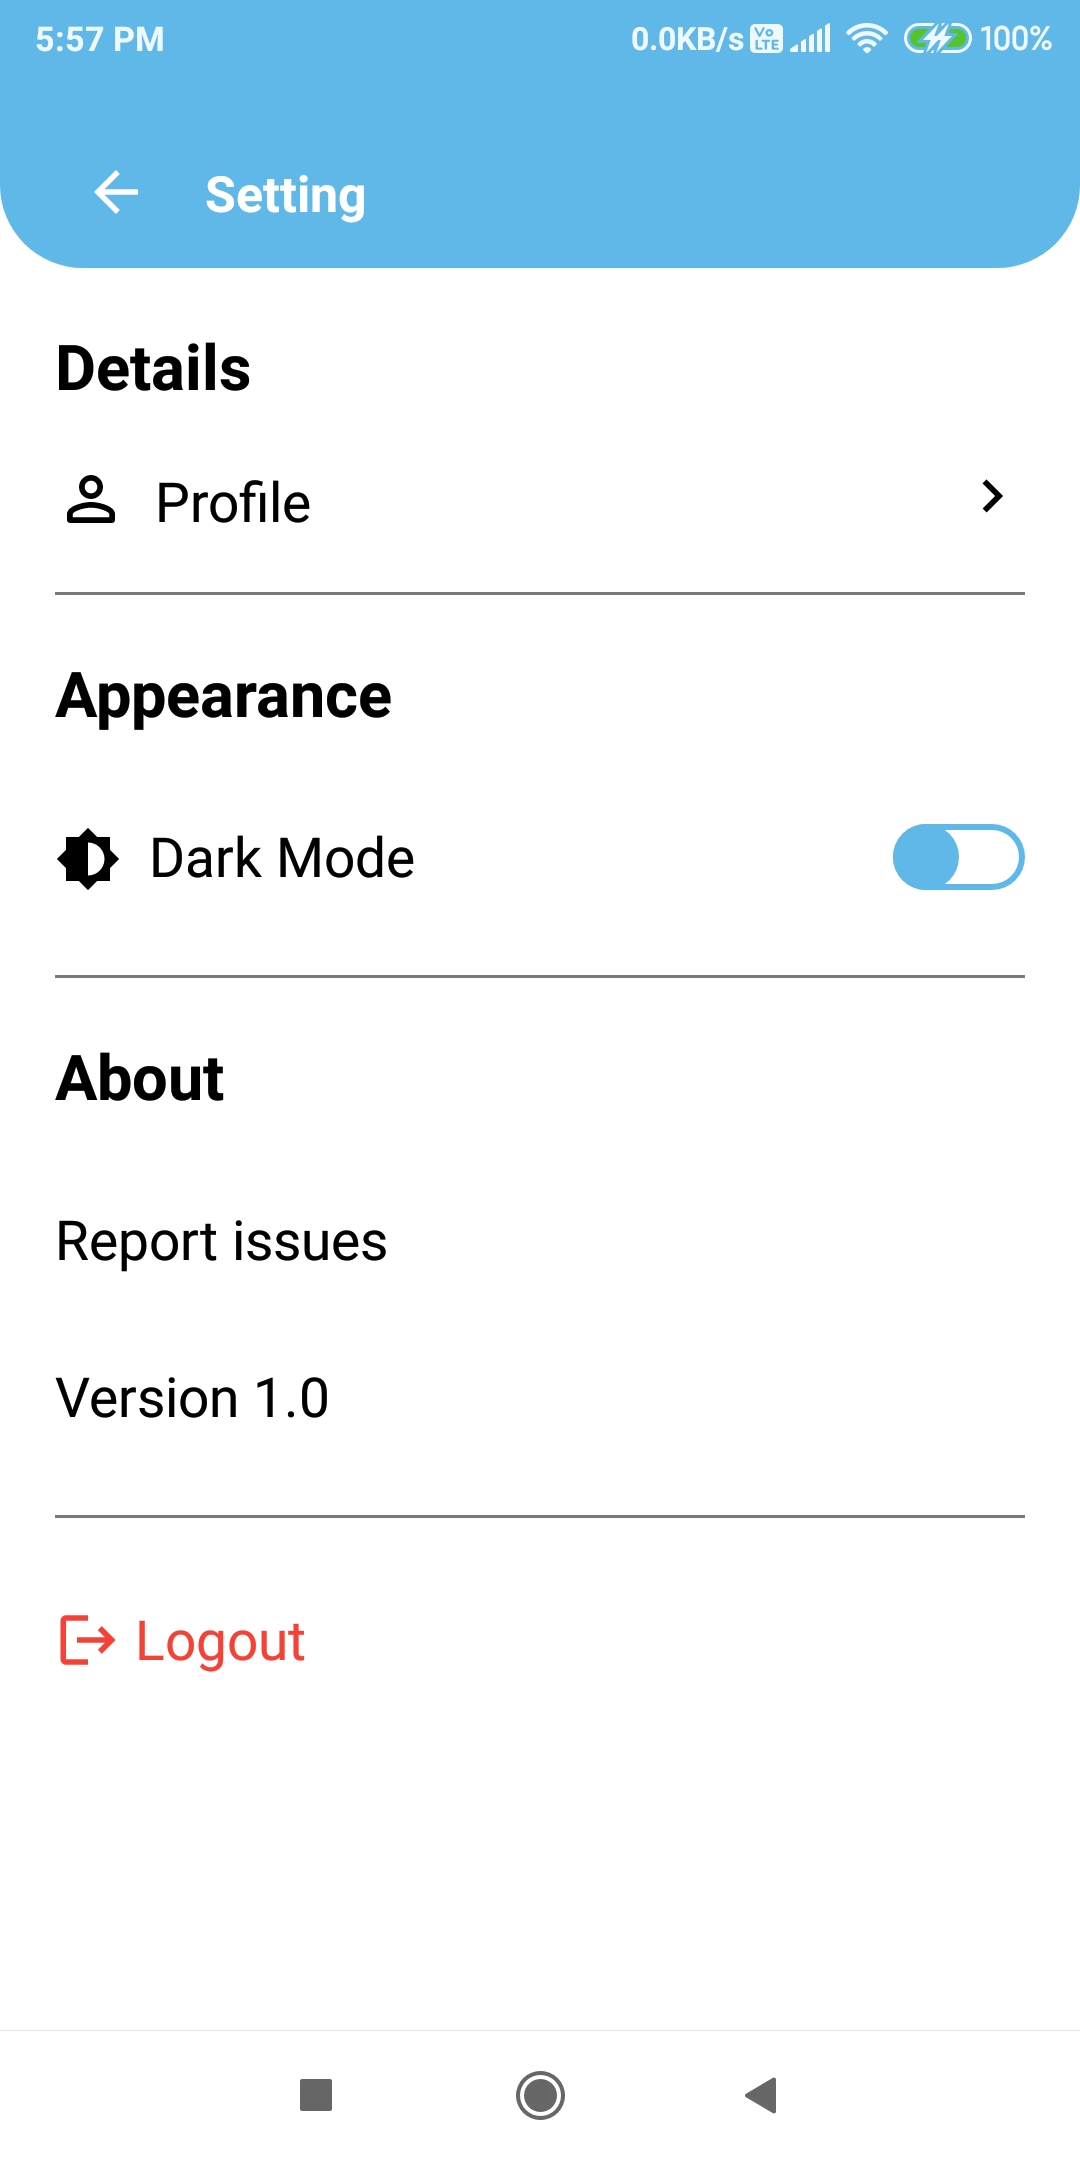 5:57 PM 0.0KB/s Vo LTE 100%
Setting
Details
Profile
Appearance
Dark Mode
About
Report issues
Version 1.0
Logout